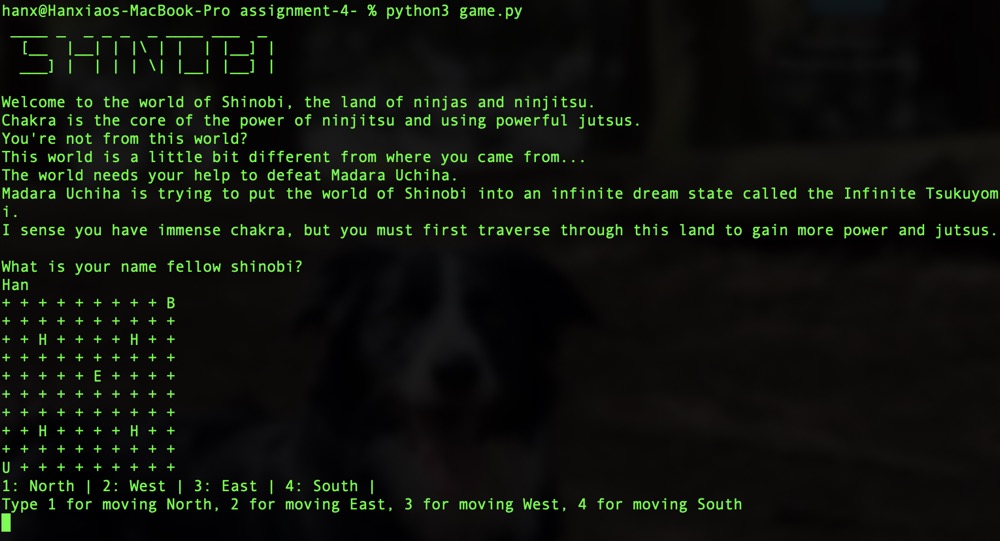 hanx@Hanxiaos-MacBook-Pro assignment-4- % python3 game.py
SHINOBI
Welcome to the world of Shinobi, the land of ninjas and ninjitsu.
Chakra is the core of the power of ninjitsu and using powerful jutsus.
You're not from this world?
This world is a little bit different from where you came from...
The world needs your help to defeat Madara Uchiha.
Madara Uchiha is trying to put the world of Shinobi into an infinite dream state called the Infinite Tsukuyom
i.
I sense you have immense chakra, but you must first traverse through this land to gain more power and jutsus.
What is your name fellow shinobi?
Han
+ + + + + + + + + B
+ + + + + + + + + +
+ + H + + + + H + +
+ + + + + + + + + +
+ + + + + E + + + +
+ + + + + + + + + +
+ + + + + + + + + +
+ + H + + + + H + +
+ + + + + + + + + +
U + + + + + + + + +
1: North | 2: West | 3: East | 4: South |
Type 1 for moving North, 2 for moving East, 3 for moving West, 4 for moving South